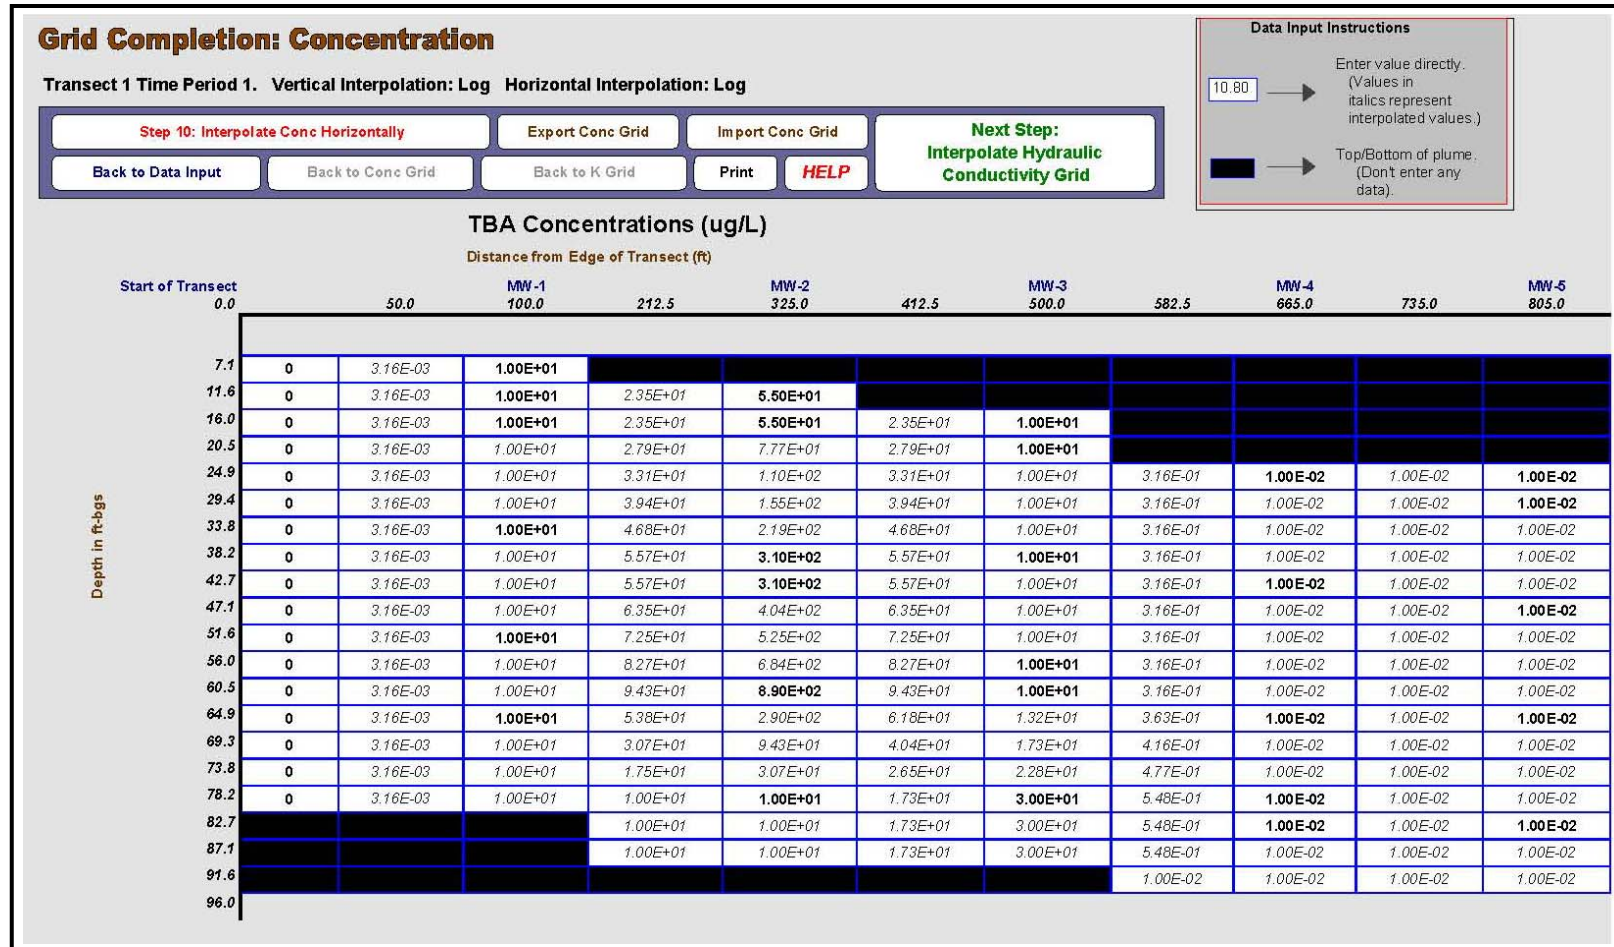 Grid Completion: Concentration
Transect 1 Time Period 1. Vertical Interpolation: Log Horizontal Interpolation: Log
Step 10: Interpolate Conc Horizontally
Export Conc Grid
Import Conc Grid
Next Step:
Interpolate Hydraulic
Conductivity Grid
Back to Data Input
Back to Conc Grid
Back to K Grid
Print
HELP
Data Input Instructions
10.80
Enter value directly.
(Values in
italics represent
interpolated values.)
Top/Bottom of plume.
(Don't enter any
data).
TBA Concentrations (ug/L)
Distance from Edge of Transect (ft)
Start of Transect MW-1 MW-2 MW-3 MW-4 MW-5
0.0 50.0 100.0 212.5 325.0 412.5 500.0 582.5 665.0 735.0 805.0
Depth in ft-bgs
7.1 0 3.16E-03 1.00E+01
11.6 0 3.16E-03 1.00E+01 2.35E+01 5.50E+01
16.0 0 3.16E-03 1.00E+01 2.35E+01 5.50E+01 2.35E+01 1.00E+01
20.5 0 3.16E-03 1.00E+01 2.79E+01 7.77E+01 2.79E+01 1.00E+01
24.9 0 3.16E-03 1.00E+01 3.31E+01 1.10E+02 3.31E+01 1.00E+01 3.16E-01 1.00E-02 1.00E-02 1.00E-02
29.4 0 3.16E-03 1.00E+01 3.94E+01 1.55E+02 3.94E+01 1.00E+01 3.16E-01 1.00E-02 1.00E-02 1.00E-02
33.8 0 3.16E-03 1.00E+01 4.68E+01 2.19E+02 4.68E+01 1.00E+01 3.16E-01 1.00E-02 1.00E-02 1.00E-02
38.2 0 3.16E-03 1.00E+01 5.57E+01 3.10E+02 5.57E+01 1.00E+01 3.16E-01 1.00E-02 1.00E-02 1.00E-02
42.7 0 3.16E-03 1.00E+01 5.57E+01 3.10E+02 5.57E+01 1.00E+01 3.16E-01 1.00E-02 1.00E-02 1.00E-02
47.1 0 3.16E-03 1.00E+01 6.35E+01 4.04E+02 6.35E+01 1.00E+01 3.16E-01 1.00E-02 1.00E-02 1.00E-02
51.6 0 3.16E-03 1.00E+01 7.25E+01 5.25E+02 7.25E+01 1.00E+01 3.16E-01 1.00E-02 1.00E-02 1.00E-02
56.0 0 3.16E-03 1.00E+01 8.27E+01 6.84E+02 8.27E+01 1.00E+01 3.16E-01 1.00E-02 1.00E-02 1.00E-02
60.5 0 3.16E-03 1.00E+01 9.43E+01 8.90E+02 9.43E+01 1.00E+01 3.16E-01 1.00E-02 1.00E-02 1.00E-02
64.9 0 3.16E-03 1.00E+01 5.38E+01 2.90E+02 6.18E+01 1.32E+01 3.63E-01 1.00E-02 1.00E-02 1.00E-02
69.3 0 3.16E-03 1.00E+01 3.07E+01 9.43E+01 4.04E+01 1.73E+01 4.16E-01 1.00E-02 1.00E-02 1.00E-02
73.8 0 3.16E-03 1.00E+01 1.75E+01 3.07E+01 2.65E+01 2.28E+01 4.77E-01 1.00E-02 1.00E-02 1.00E-02
78.2 0 3.16E-03 1.00E+01 1.00E+01 1.00E+01 1.73E+01 3.00E+01 5.48E-01 1.00E-02 1.00E-02 1.00E-02
82.7 1.00E+01 1.00E+01 1.73E+01 3.00E+01 5.48E-01 1.00E-02 1.00E-02 1.00E-02
87.1 1.00E+01 1.00E+01 1.73E+01 3.00E+01 5.48E-01 1.00E-02 1.00E-02 1.00E-02
91.6 1.00E-02 1.00E-02 1.00E-02 1.00E-02
96.0